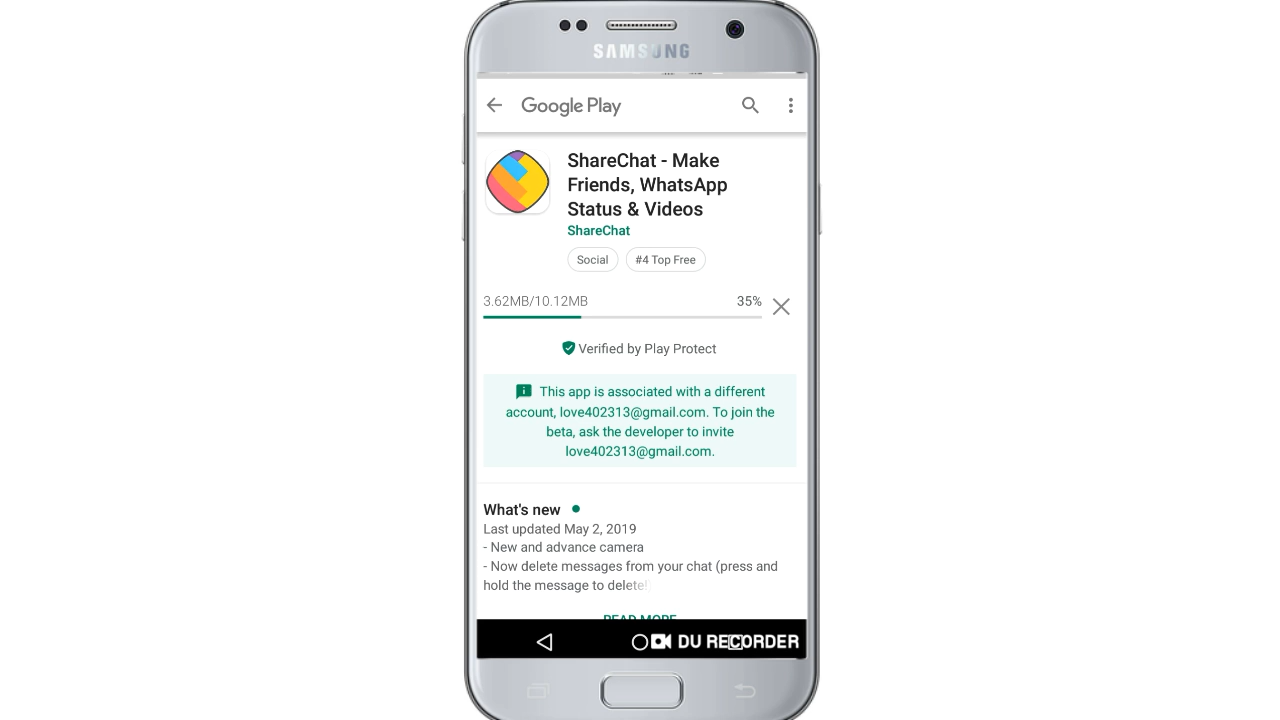 SAMSUNG
Google Play
ShareChat - Make
Friends, WhatsApp
Status & Videos
ShareChat
Social
#4 Top Free
3.62MB/10.12MB
35%
Verified by Play Protect
This app is associated with a different
account, love402313@gmail.com. To join the
beta, ask the developer to invite
love402313@gmail.com.
What's new
Last updated May 2, 2019
- New and advance camera
- Now delete messages from your chat (press and
hold the message to delete!)
READ MORE
DU RECORDER